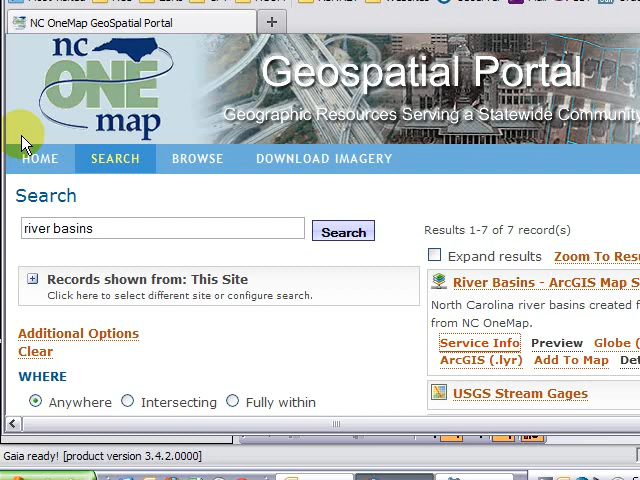 NC OneMap GeoSpatial Portal
nc
ONE
map
Geospatial Portal
Geographic Resources Serving a Statewide Community
HOME SEARCH BROWSE DOWNLOAD IMAGERY
Search
river basins Search
Results 1-7 of 7 record(s)
Expand results Zoom To Resu
Records shown from: This Site
Click here to select different site or configure search.
River Basins - ArcGIS Map S
North Carolina river basins created f
from NC OneMap.
Service Info Preview Globe (
ArcGIS (.lyr) Add To Map Det
Additional Options
Clear
WHERE
Anywhere Intersecting Fully within
USGS Stream Gages
Gaia ready! [product version 3.4.2.0000]